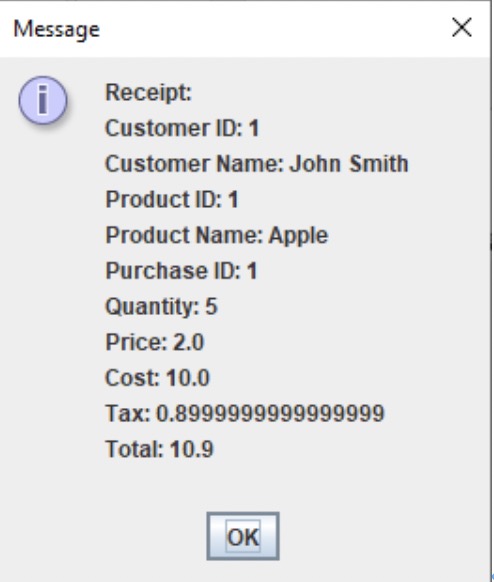 Message
Receipt:
Customer ID: 1
Customer Name: John Smith
Product ID: 1
Product Name: Apple
Purchase ID: 1
Quantity: 5
Price: 2.0
Cost: 10.0
Tax: 0.8999999999999999
Total: 10.9
OK